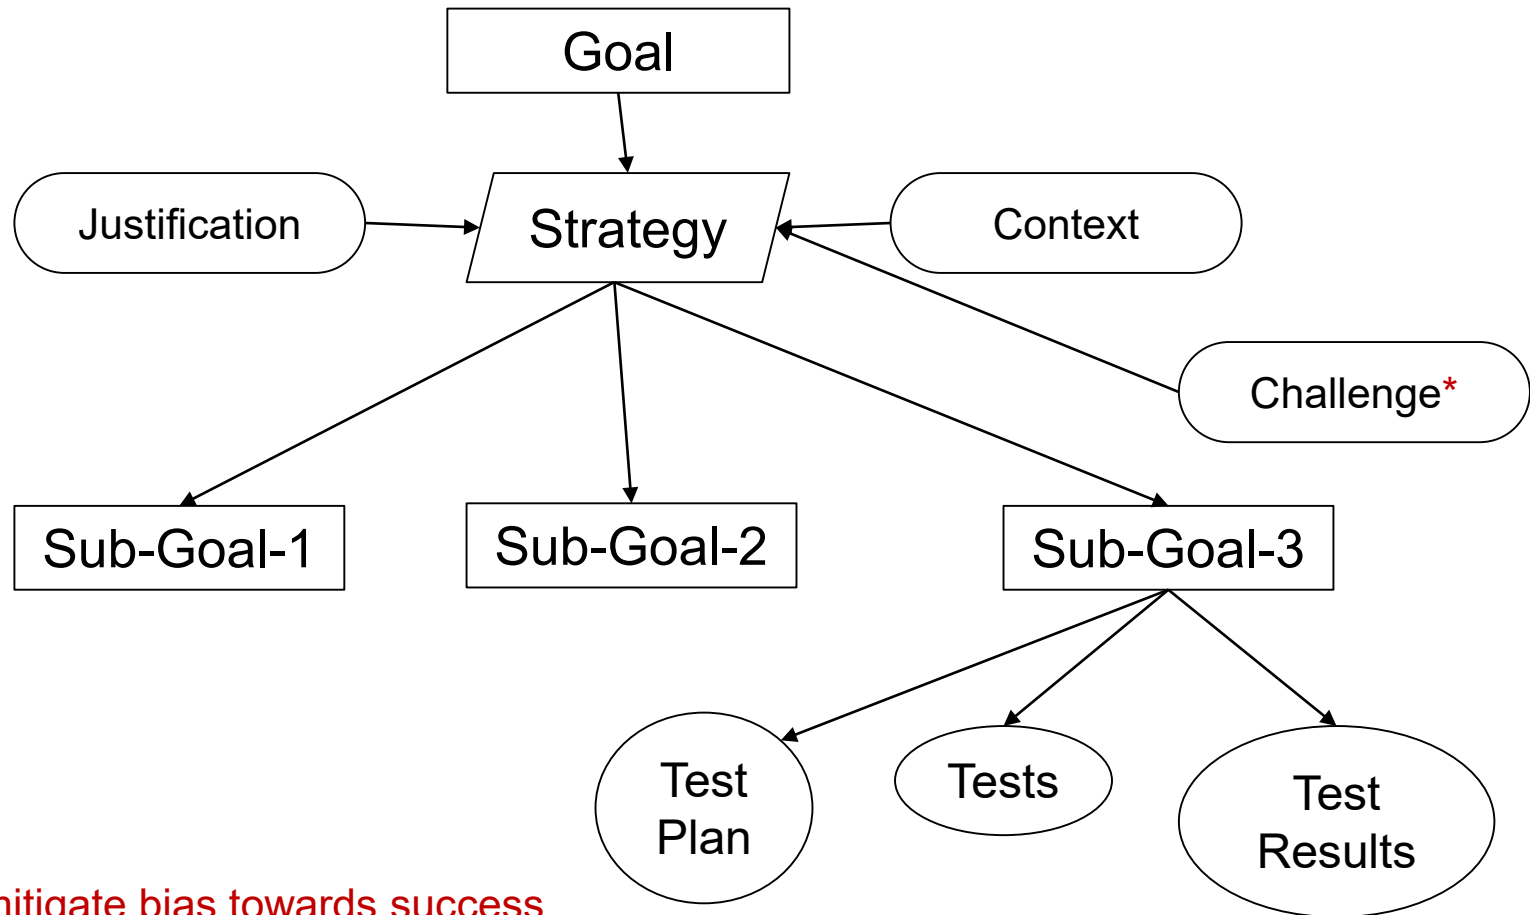 Goal
Justification
Strategy
Context
Challenge*
Sub-Goal-1
Sub-Goal-2
Sub-Goal-3
Test
Plan
Tests
Test
Results
mitigate bias towards success